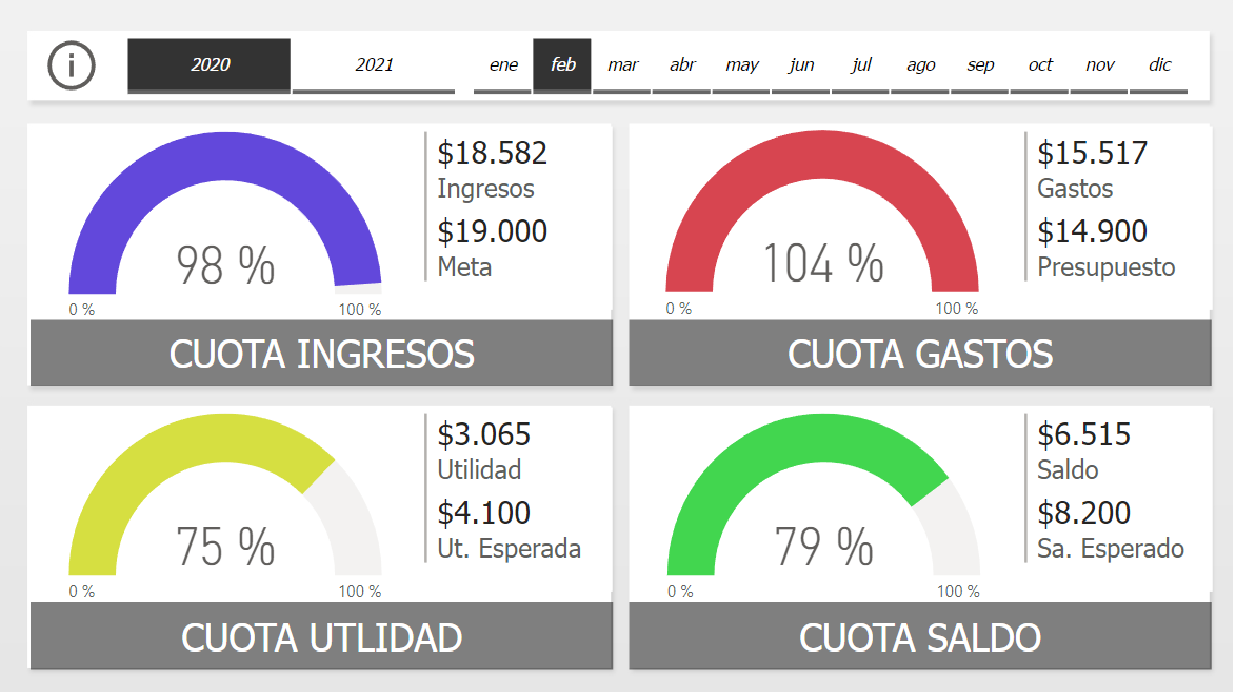 i
2020 2021 ene feb mar abr may jun jul ago sep oct nov dic
98 %
0 % 100 %
$18.582
Ingresos
$19.000
Meta
CUOTA INGRESOS
104 %
0 % 100 %
$15.517
Gastos
$14.900
Presupuesto
CUOTA GASTOS
75 %
0 % 100 %
$3.065
Utilidad
$4.100
Ut. Esperada
CUOTA UTLIDAD
79 %
0 % 100 %
$6.515
Saldo
$8.200
Sa. Esperado
CUOTA SALDO